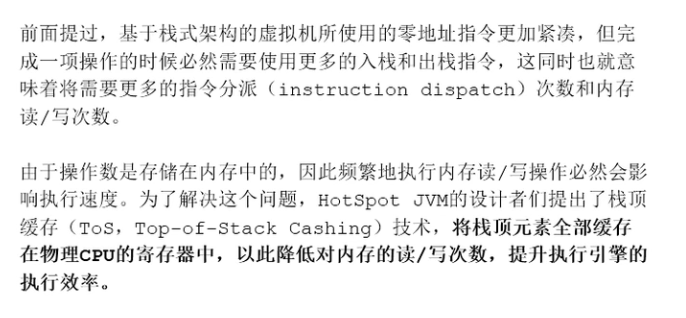 前面提过，基于栈式架构的虚拟机所使用的零地址指令更加紧凑，但完
成一项操作的时候必然需要使用更多的入栈和出栈指令，这同时也就意
味着将需要更多的指令分派（instruction dispatch）次数和内存
读/写次数。
由于操作数是存储在内存中的，因此频繁地执行内存读/写操作必然会影
响执行速度。为了解决这个问题，HotSpot JVM的设计者们提出了栈顶
缓存（ToS，Top-of-Stack Cashing）技术，将栈顶元素全部缓存
在物理CPU的寄存器中，以此降低对内存的读/写次数，提升执行引擎的
执行效率。